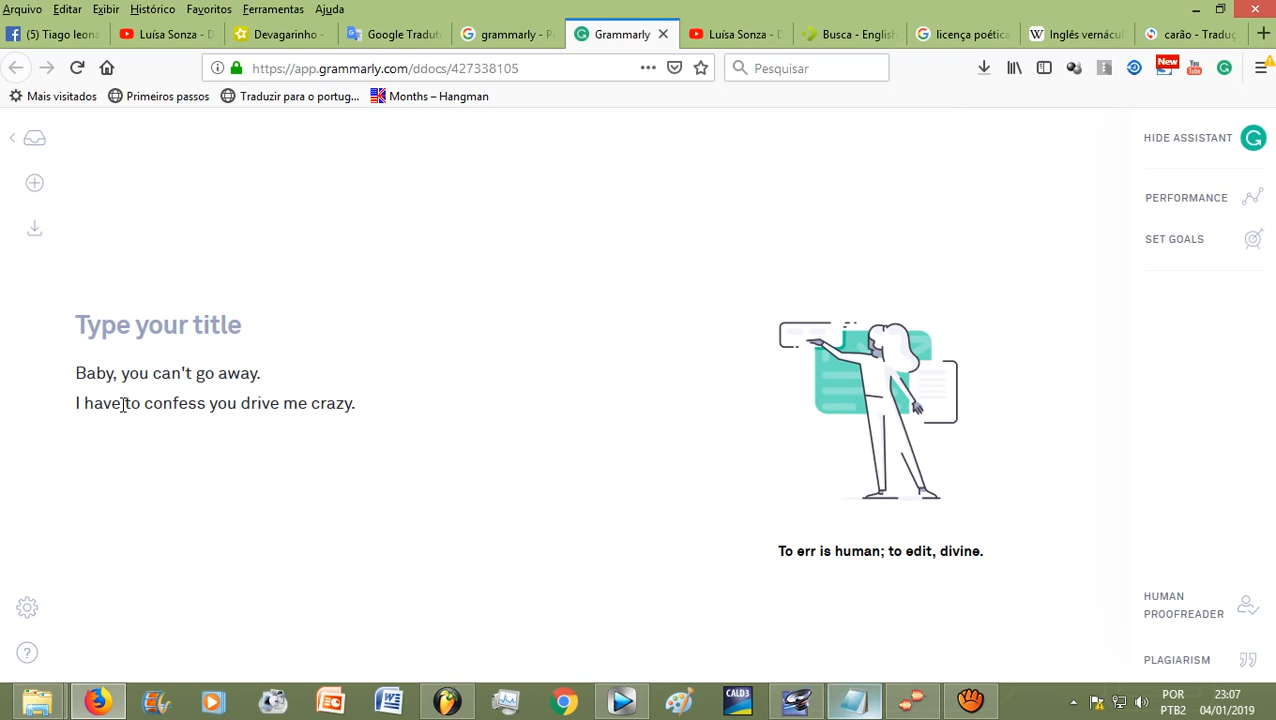 Arquivo Editar Exibir Histórico Favoritos Ferramentas Ajuda
(5) Tiago leona
Luísa Sonza - D
Devagarinho -
Google Tradut
grammarly - P
Grammarly
Luísa Sonza - D
Busca - English
licença poética
Inglês vernácul
carão - Traduç
https://app.grammarly.com/ddocs/427338105
Pesquisar
New
You
Tube
Mais visitados Primeiros passos Traduzir para o portug... Months – Hangman
HIDE ASSISTANT
PERFORMANCE
SET GOALS
Type your title
Baby, you can't go away.
I have to confess you drive me crazy.
To err is human; to edit, divine.
HUMAN
PROOFREADER
PLAGIARISM
CALD3
POR
PTB2
23:07
04/01/2019